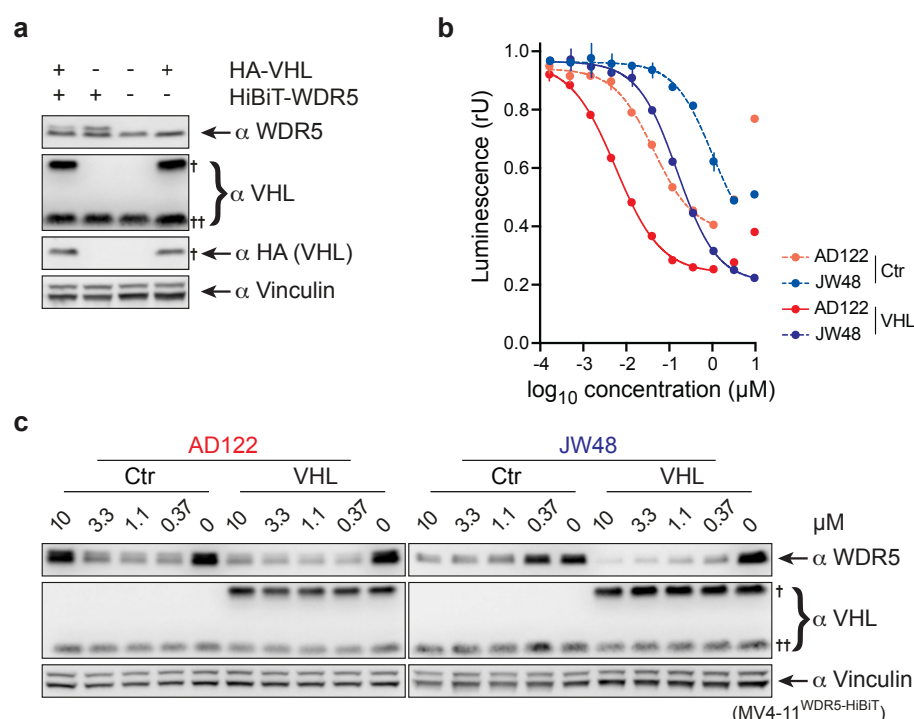 a
+ - - + HA-VHL
+ + - - HiBiT-WDR5
α WDR5
†
α VHL
††
† α HA (VHL)
α Vinculin
b
Luminescence (rU)
1.0
0.8
0.6
0.4
0.2
0.0
-4 -3 -2 -1 0 1
log10 concentration (µM)
AD122
JW48
Ctr
AD122
JW48
VHL
c
AD122 JW48
Ctr VHL Ctr VHL
10 3.3 1.1 0.37 0 10 3.3 1.1 0.37 0 10 3.3 1.1 0.37 0 10 3.3 1.1 0.37 0 µM
α WDR5
†
α VHL
††
α Vinculin
(MV4-11WDR5-HiBiT)